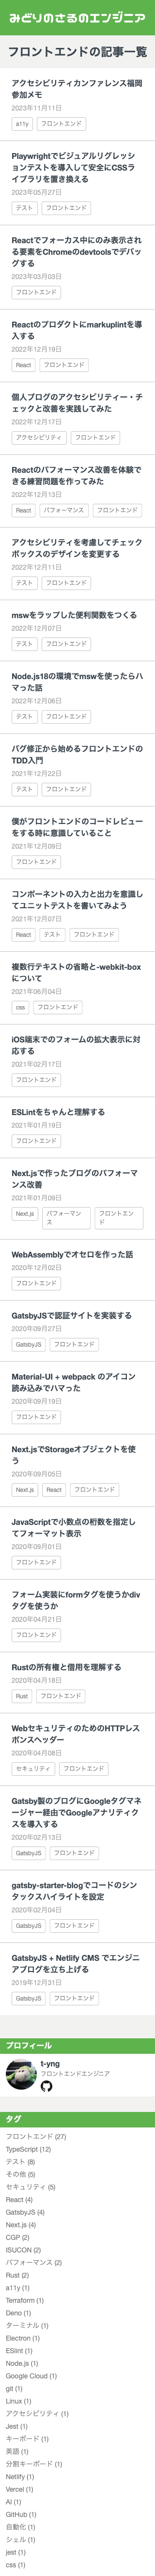 みどりのさるのエンジニア
フロントエンドの記事一覧
アクセシビリティカンファレンス福岡
参加メモ
2023年11月11日
a11y フロントエンド
Playwrightでビジュアルリグレッシ
ョンテストを導入して安全にCSSラ
イブラリを置き換える
2023年05月27日
テスト フロントエンド
Reactでフォーカス中にのみ表示され
る要素をChromeのdevtoolsでデバッ
グする
2023年03月03日
フロントエンド
Reactのプロダクトにmarkuplintを導
入する
2022年12月19日
React フロントエンド
個人ブログのアクセシビリティー・チ
ェックと改善を実践してみた
2022年12月17日
アクセシビリティ フロントエンド
Reactのパフォーマンス改善を体験で
きる練習問題を作ってみた
2022年12月13日
React パフォーマンス フロントエンド
アクセシビリティを考慮してチェック
ボックスのデザインを変更する
2022年12月11日
テスト フロントエンド
mswをラップした便利関数をつくる
2022年12月07日
テスト フロントエンド
Node.js18の環境でmswを使ったらハ
マった話
2022年12月06日
テスト フロントエンド
バグ修正から始めるフロントエンドの
TDD入門
2021年12月22日
テスト フロントエンド
僕がフロントエンドのコードレビュー
をする時に意識していること
2021年12月09日
フロントエンド
コンポーネントの入力と出力を意識し
てユニットテストを書いてみよう
2021年12月07日
React テスト フロントエンド
複数行テキストの省略と-webkit-box
について
2021年06月04日
css フロントエンド
iOS端末でのフォームの拡大表示に対
応する
2021年02月17日
フロントエンド
ESLintをちゃんと理解する
2021年01月19日
フロントエンド
Next.jsで作ったブログのパフォーマ
ンス改善
2021年01月09日
Next.js パフォーマンス フロントエンド
WebAssemblyでオセロを作った話
2020年12月02日
フロントエンド
GatsbyJSで認証サイトを実装する
2020年09月27日
GatsbyJS フロントエンド
Material-UI + webpack のアイコン
読み込みでハマった
2020年09月19日
フロントエンド
Next.jsでStorageオブジェクトを使
う
2020年09月05日
Next.js React フロントエンド
JavaScriptで小数点の桁数を指定し
てフォーマット表示
2020年09月01日
フロントエンド
フォーム実装にformタグを使うかdiv
タグを使うか
2020年04月21日
フロントエンド
Rustの所有権と借用を理解する
2020年04月18日
Rust フロントエンド
WebセキュリティのためのHTTPレス
ポンスヘッダー
2020年04月08日
セキュリティ フロントエンド
Gatsby製のブログにGoogleタグマネ
ージャー経由でGoogleアナリティク
スを導入する
2020年02月13日
GatsbyJS フロントエンド
gatsby-starter-blogでコードのシン
タックスハイライトを設定
2020年02月04日
GatsbyJS フロントエンド
GatsbyJS + Netlify CMS でエンジニ
アブログを立ち上げる
2019年12月31日
GatsbyJS フロントエンド
プロフィール
t-yng
フロントエンドエンジニア
タグ
フロントエンド (27)
TypeScript (12)
テスト (8)
その他 (5)
セキュリティ (5)
React (4)
GatsbyJS (4)
Next.js (4)
CGP (2)
ISUCON (2)
パフォーマンス (2)
Rust (2)
a11y (1)
Terraform (1)
Deno (1)
ターミナル (1)
Electron (1)
ESlint (1)
Node.js (1)
Google Cloud (1)
git (1)
Linux (1)
アクセシビリティ (1)
Jest (1)
キーボード (1)
英語 (1)
分割キーボード (1)
Netlify (1)
Vercel (1)
AI (1)
GitHub (1)
自動化 (1)
シェル (1)
jest (1)
css (1)